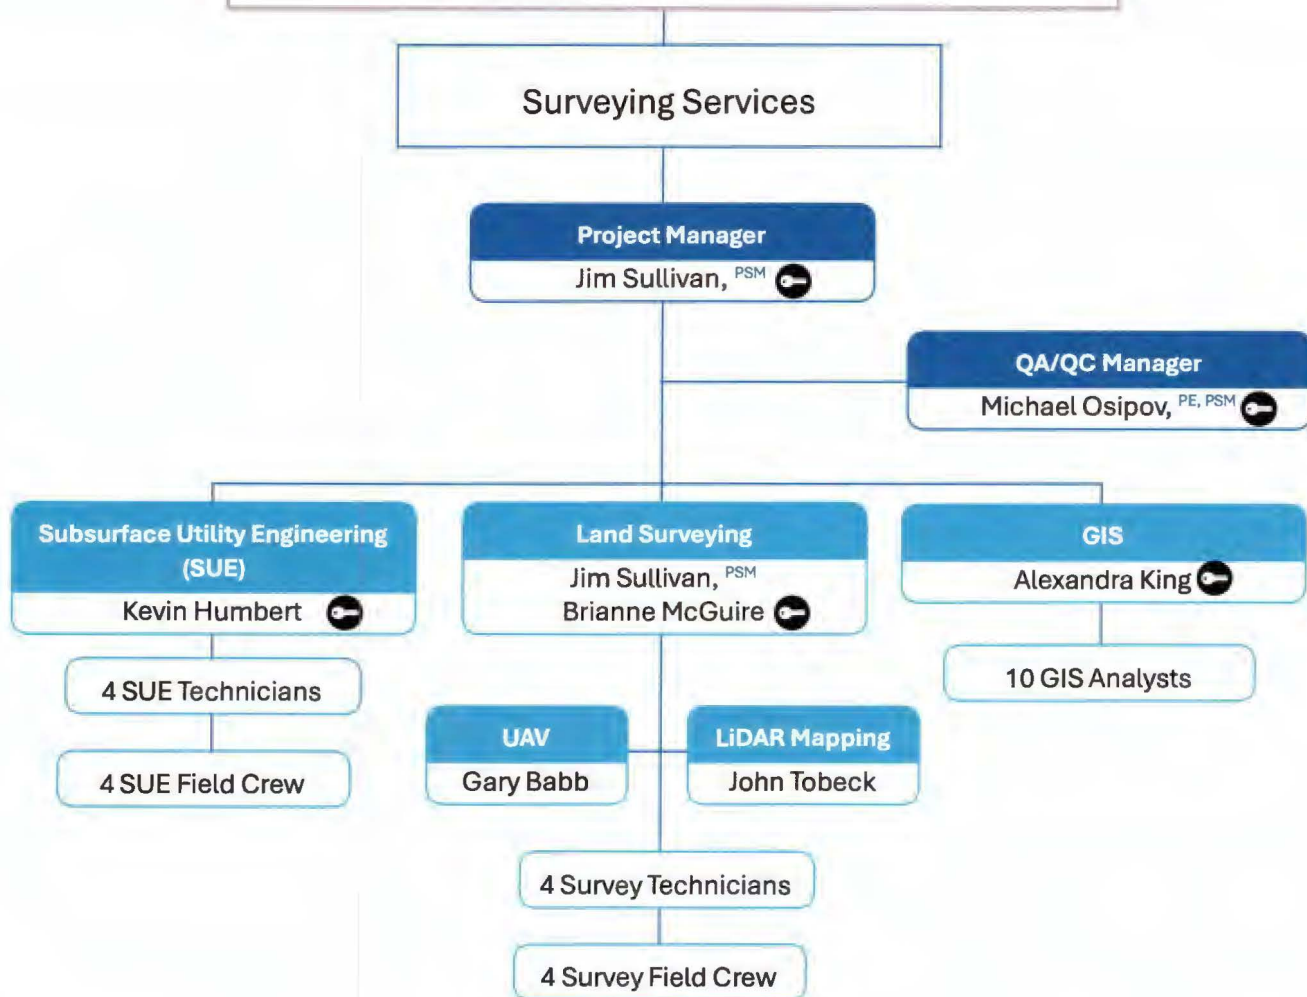 Surveying Services
Project Manager
Jim Sullivan, PSM
QA/QC Manager
Michael Osipov, PE, PSM
Subsurface Utility Engineering
(SUE)
Kevin Humbert
4 SUE Technicians
4 SUE Field Crew
Land Surveying
Jim Sullivan, PSM
Brianne McGuire
UAV
Gary Babb
LiDAR Mapping
John Tobeck
4 Survey Technicians
4 Survey Field Crew
GIS
Alexandra King
10 GIS Analysts